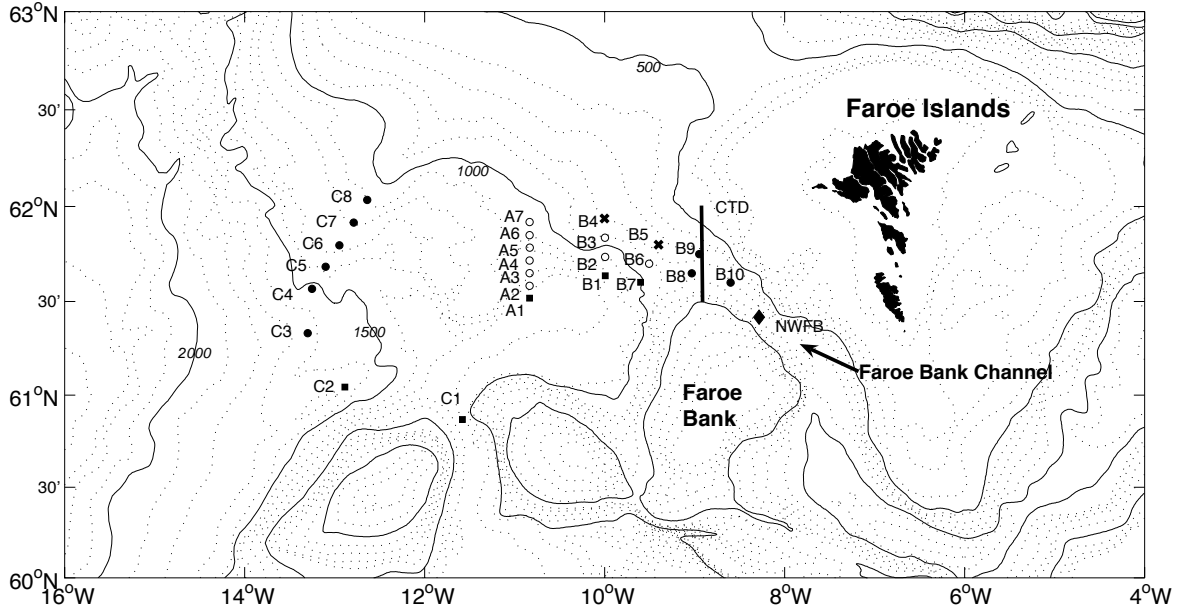 63°N
500
Faroe Islands
30'
1000
C8
62°N
C7
A7
B4
CTD
C6
A6
B3
B5
B9
A5
C5
A4
B2
B6
B8
B10
A3
B1
B7
C4
A2
30'
A1
C3
1500
NWFB
2000
Faroe Bank Channel
C2
61°N
C1
Faroe
Bank
30'
60°N
16°W
14°W
12°W
10°W
8°W
6°W
4°W